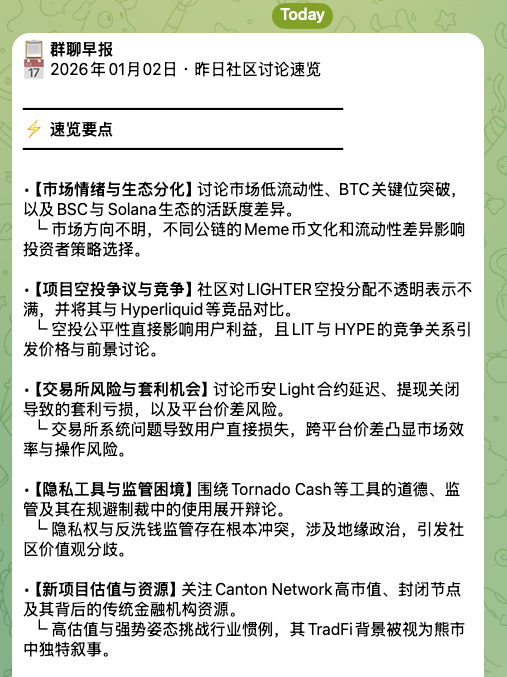 Today
📋 群聊早报
📅 2026年01月02日 · 昨日社区讨论速览
⚡ 速览要点
•【市场情绪与生态分化】讨论市场低流动性、BTC关键位突破，
以及BSC与Solana生态的活跃度差异。
└ 市场方向不明，不同公链的Meme币文化和流动性差异影响
投资者策略选择。
•【项目空投争议与竞争】社区对LIGHTER空投分配不透明表示不
满，并将其与Hyperliquid等竞品对比。
└ 空投公平性直接影响用户利益，且LIT与HYPE的竞争关系引
发价格与前景讨论。
•【交易所风险与套利机会】讨论币安Light合约延迟、提现关闭
导致的套利亏损，以及平台价差风险。
└ 交易所系统问题导致用户直接损失，跨平台价差凸显市场效
率与操作风险。
•【隐私工具与监管困境】围绕Tornado Cash等工具的道德、监
管及其在规避制裁中的使用展开辩论。
└ 隐私权与反洗钱监管存在根本冲突，涉及地缘政治，引发社
区价值观分歧。
•【新项目估值与资源】关注Canton Network高市值、封闭节点
及其背后的传统金融机构资源。
└ 高估值与强势姿态挑战行业惯例，其TradFi背景被视为熊市
中独特叙事。